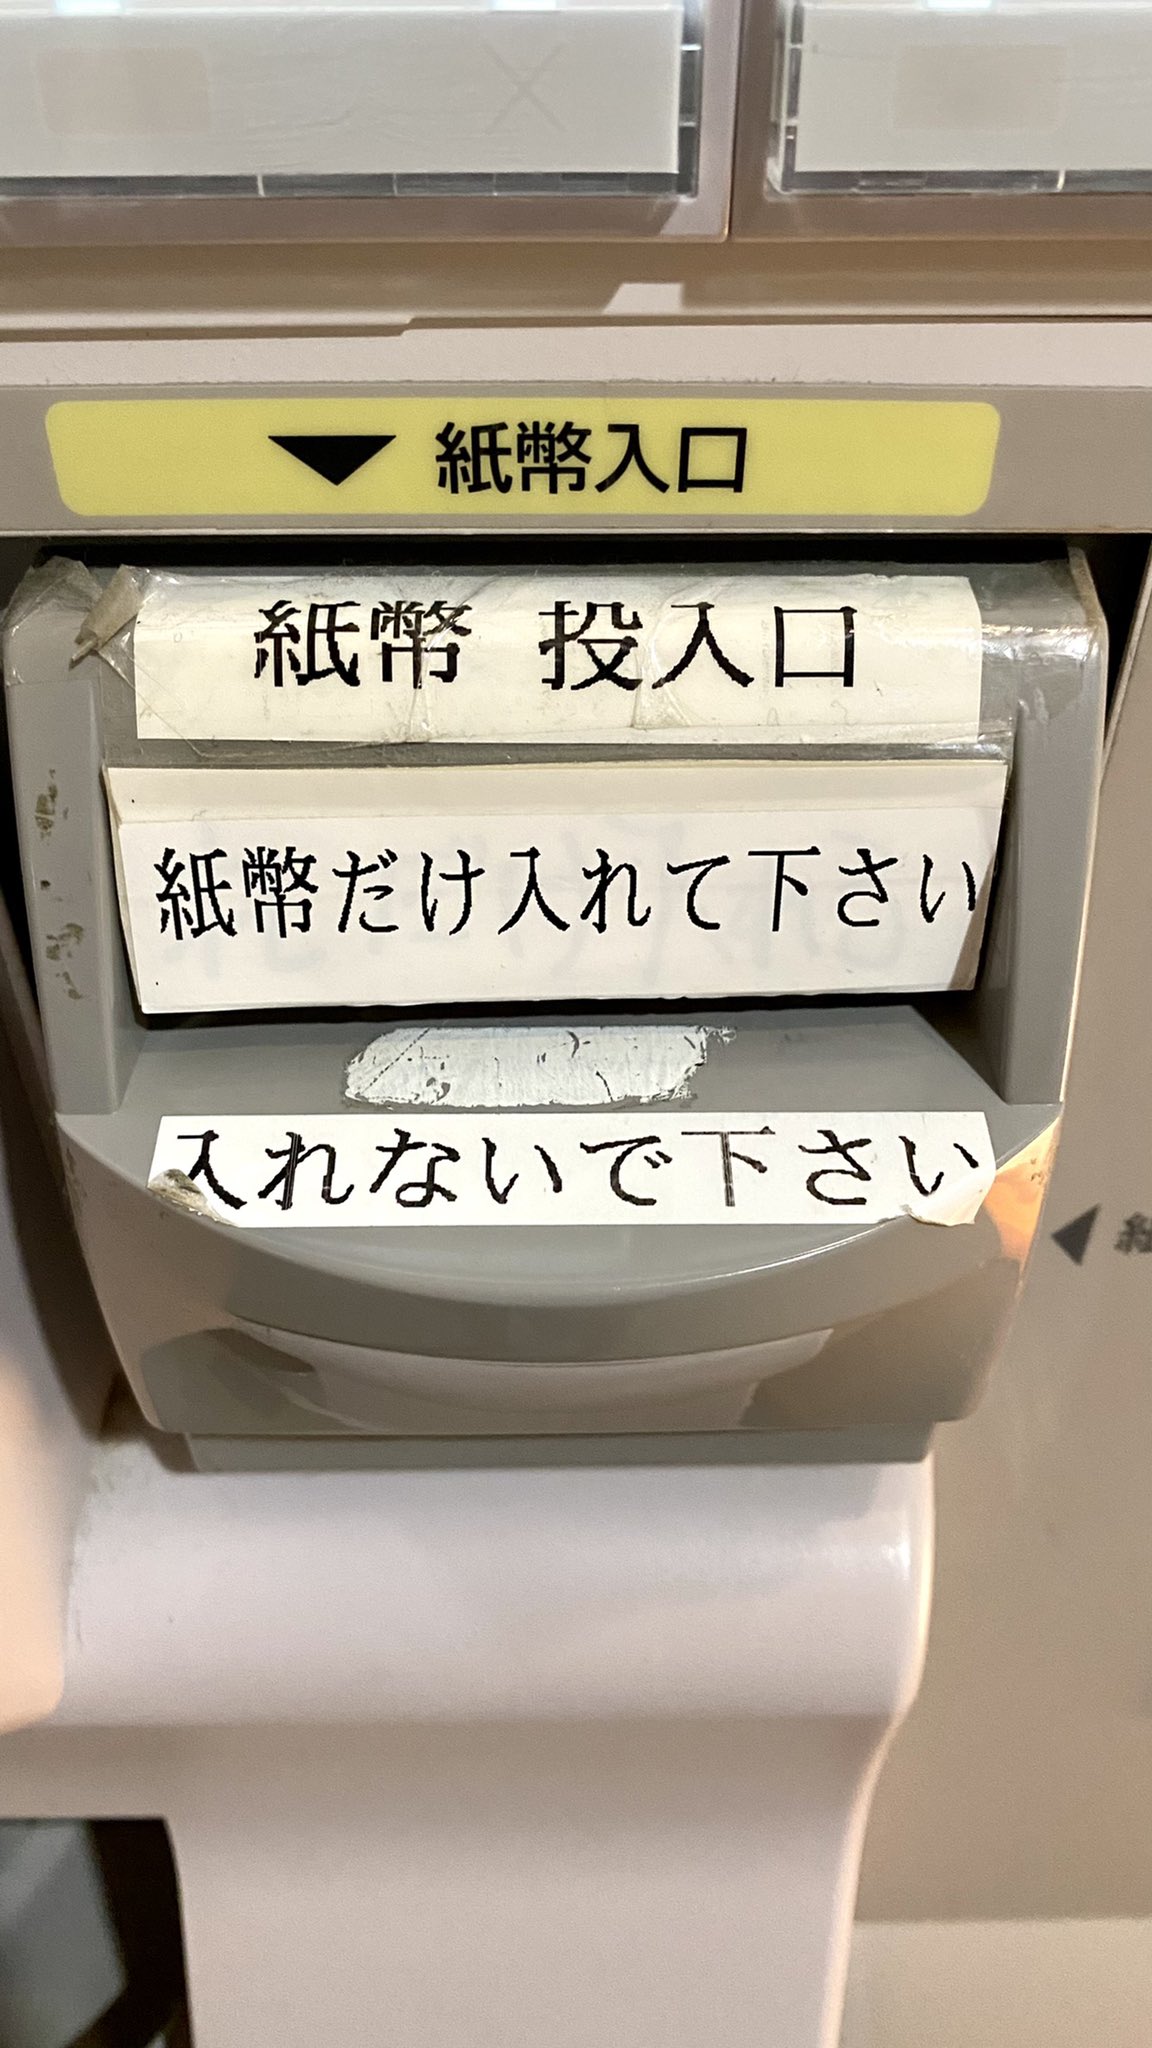 ▼ 紙幣入口
紙幣 投入口
紙幣だけ入れて下さい
入れないで下さい